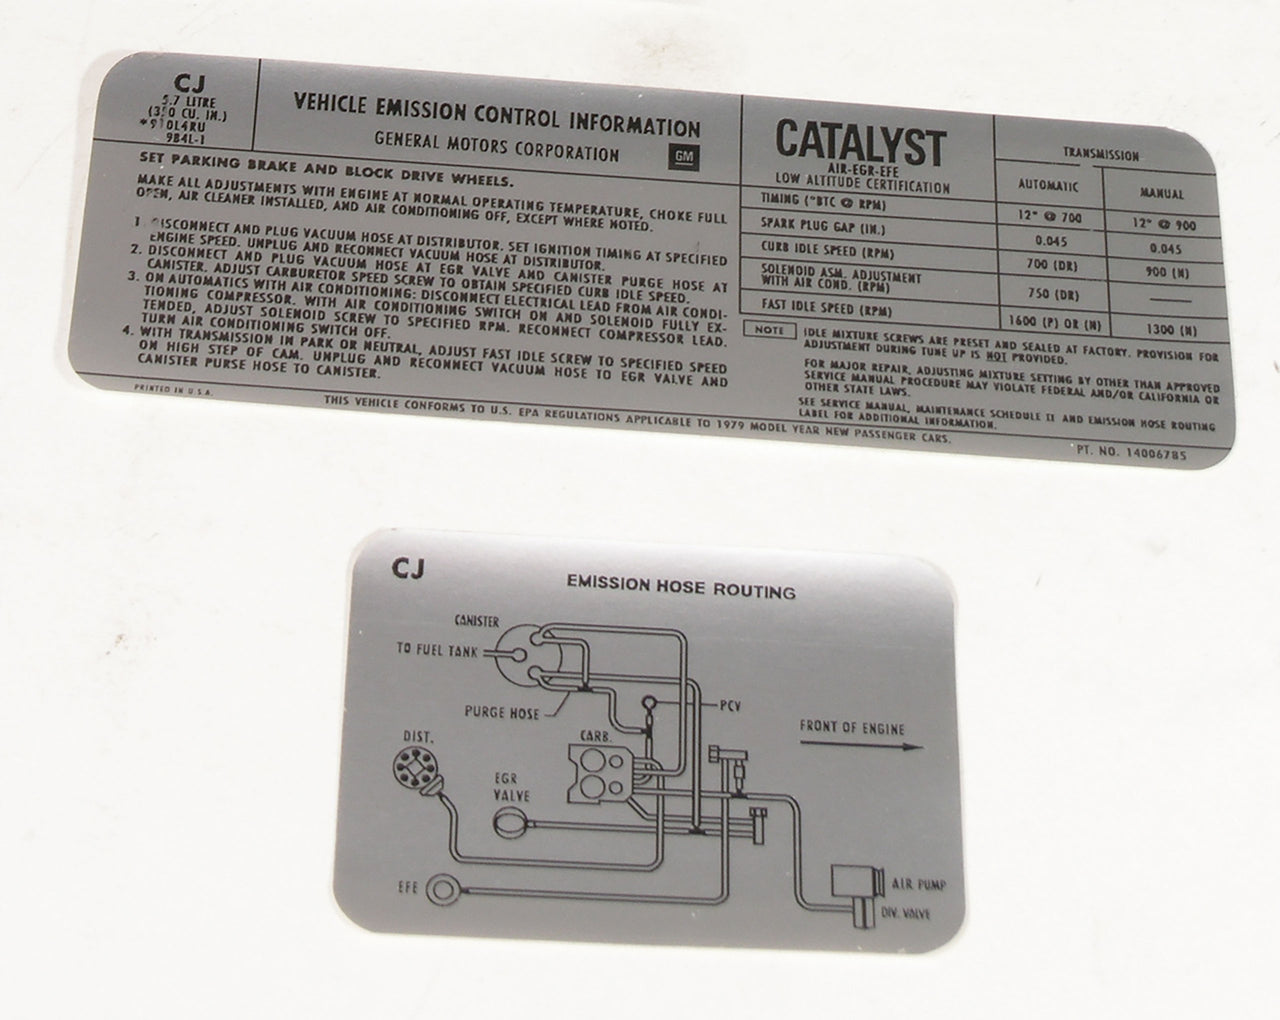 CJ
5.7 LITRE
(350 CU. IN.)
9B4L-1
VEHICLE EMISSION CONTROL INFORMATION
GENERAL MOTORS CORPORATION
GM
SET PARKING BRAKE AND BLOCK DRIVE WHEELS.
MAKE ALL ADJUSTMENTS WITH ENGINE AT NORMAL OPERATING TEMPERATURE, CHOKE FULL
OPEN, AIR CLEANER INSTALLED, AND AIR CONDITIONING OFF, EXCEPT WHERE NOTED.
1. DISCONNECT AND PLUG VACUUM HOSE AT DISTRIBUTOR. SET IGNITION TIMING AT SPECIFIED
ENGINE SPEED. UNPLUG AND RECONNECT VACUUM HOSE AT DISTRIBUTOR.
2. DISCONNECT AND PLUG VACUUM HOSE AT EGR VALVE AND CANISTER PURGE HOSE AT
CANISTER. ADJUST CARBURETOR SPEED SCREW TO OBTAIN SPECIFIED CURB IDLE SPEED.
3. ON AUTOMATICS WITH AIR CONDITIONING: DISCONNECT ELECTRICAL LEAD FROM AIR CONDI-
TIONING COMPRESSOR. WITH AIR CONDITIONING SWITCH ON AND SOLENOID FULLY EX-
TENDED, ADJUST SOLENOID SCREW TO SPECIFIED RPM. RECONNECT COMPRESSOR LEAD.
TURN AIR CONDITIONING SWITCH OFF.
4. WITH TRANSMISSION IN PARK OR NEUTRAL, ADJUST FAST IDLE SCREW TO SPECIFIED SPEED
ON HIGH STEP OF CAM. UNPLUG AND RECONNECT VACUUM HOSE TO EGR VALVE AND
CANISTER PURGE HOSE TO CANISTER.
CATALYST
AIR-EGR-EFE
LOW ALTITUDE CERTIFICATION
TRANSMISSION
AUTOMATIC MANUAL
TIMING (°BTC @ RPM) 12° @ 700 12° @ 900
SPARK PLUG GAP (IN.) 0.045 0.045
CURB IDLE SPEED (RPM) 700 (DR) 900 (N)
SOLENOID ASM. ADJUSTMENT
WITH AIR COND. (RPM) 750 (DR) ——
FAST IDLE SPEED (RPM) 1600 (P) OR (N) 1300 (N)
NOTE IDLE MIXTURE SCREWS ARE PRESET AND SEALED AT FACTORY. PROVISION FOR
ADJUSTMENT DURING TUNE UP IS NOT PROVIDED.
FOR MAJOR REPAIR, ADJUSTING MIXTURE SETTING BY OTHER THAN APPROVED
SERVICE MANUAL PROCEDURE MAY VIOLATE FEDERAL AND/OR CALIFORNIA OR
OTHER STATE LAWS.
SEE SERVICE MANUAL, MAINTENANCE SCHEDULE II AND EMISSION HOSE ROUTING
LABEL FOR ADDITIONAL INFORMATION.
PRINTED IN U.S.A.
THIS VEHICLE CONFORMS TO U.S. EPA REGULATIONS APPLICABLE TO 1979 MODEL YEAR NEW PASSENGER CARS.
PT. NO. 14006785
CJ
EMISSION HOSE ROUTING
CANISTER
TO FUEL TANK
PURGE HOSE
PCV
FRONT OF ENGINE
DIST.
CARB.
EGR
VALVE
EFE
AIR PUMP
DIV. VALVE